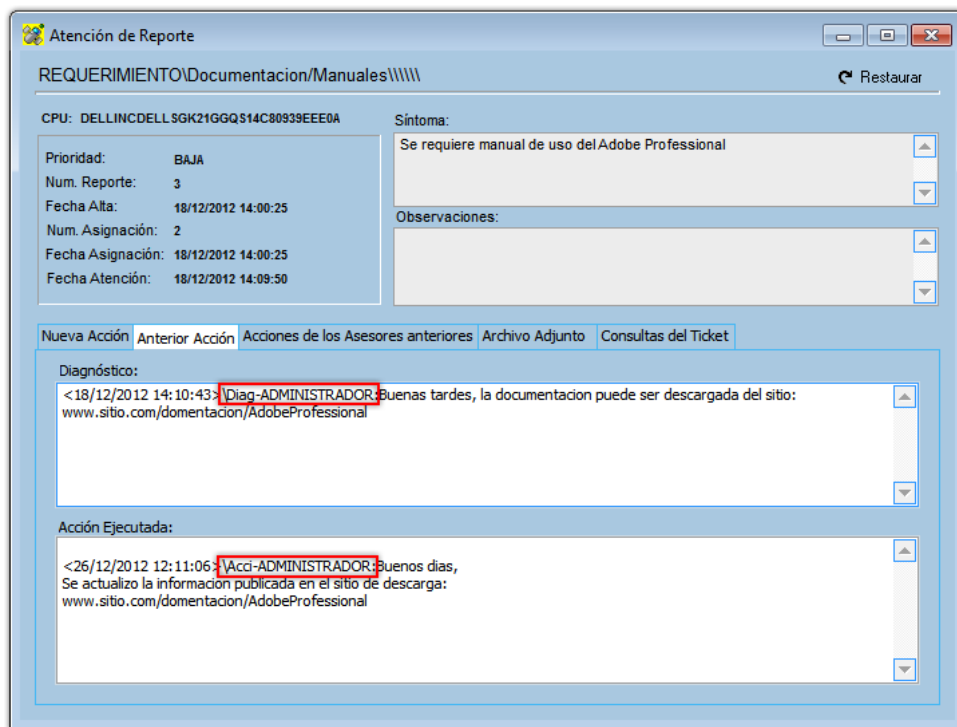 Atención de Reporte
REQUERIMIENTO\Documentacion/Manuales\\\\\\
Restaurar
CPU: DELLINCDELLSGK21GGQS14C80939EEE0A
Prioridad: BAJA
Num. Reporte: 3
Fecha Alta: 18/12/2012 14:00:25
Num. Asignación: 2
Fecha Asignación: 18/12/2012 14:00:25
Fecha Atención: 18/12/2012 14:09:50
Síntoma:
Se requiere manual de uso del Adobe Professional
Observaciones:
Nueva Acción Anterior Acción Acciones de los Asesores anteriores Archivo Adjunto Consultas del Ticket
Diagnóstico:
<18/12/2012 14:10:43>\Diag-ADMINISTRADOR:Buenas tardes, la documentacion puede ser descargada del sitio:
www.sitio.com/domentacion/AdobeProfessional
Acción Ejecutada:
<26/12/2012 12:11:06>\Acci-ADMINISTRADOR:Buenos dias,
Se actualizo la informacion publicada en el sitio de descarga:
www.sitio.com/domentacion/AdobeProfessional